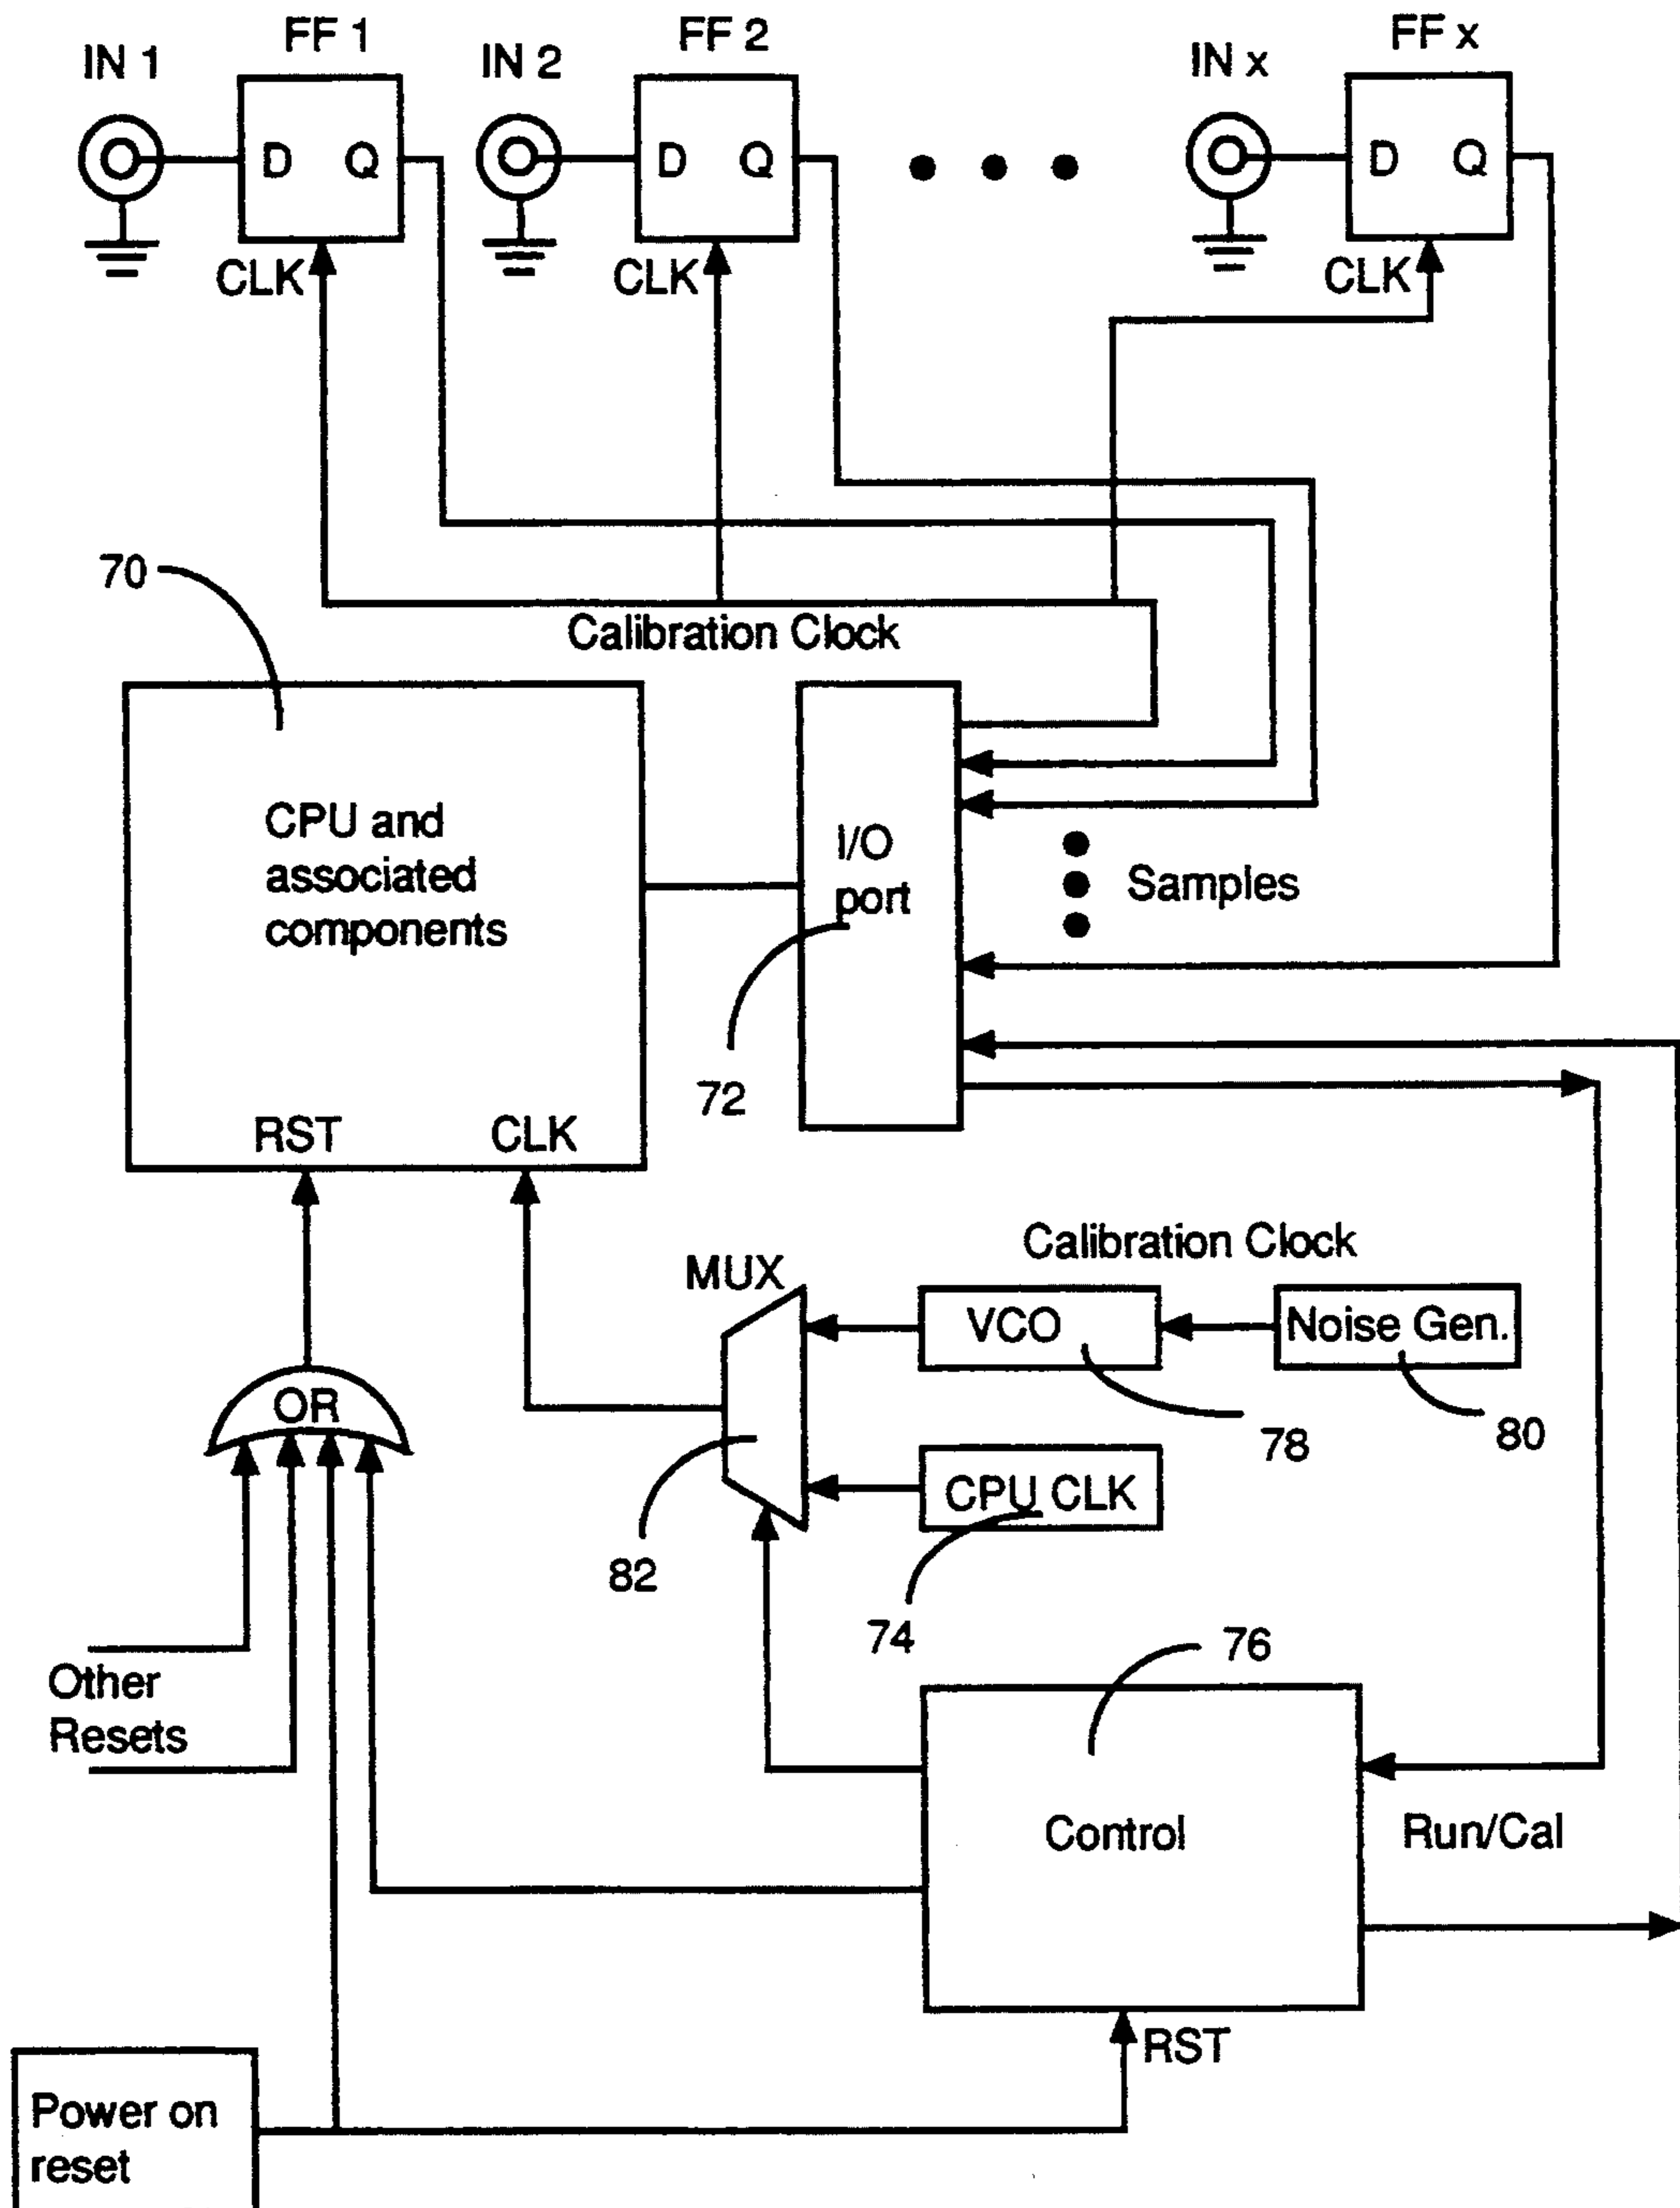 FF 1
FF 2
FF x
IN 1
IN 2
IN x
D Q
D Q
D Q
CLK
CLK
CLK
70
Calibration Clock
CPU and
associated
components
I/O
port
Samples
72
RST
CLK
Calibration Clock
MUX
VCO
Noise Gen.
OR
78
80
CPU CLK
82
74
76
Other
Resets
Control
Run/Cal
RST
Power on
reset